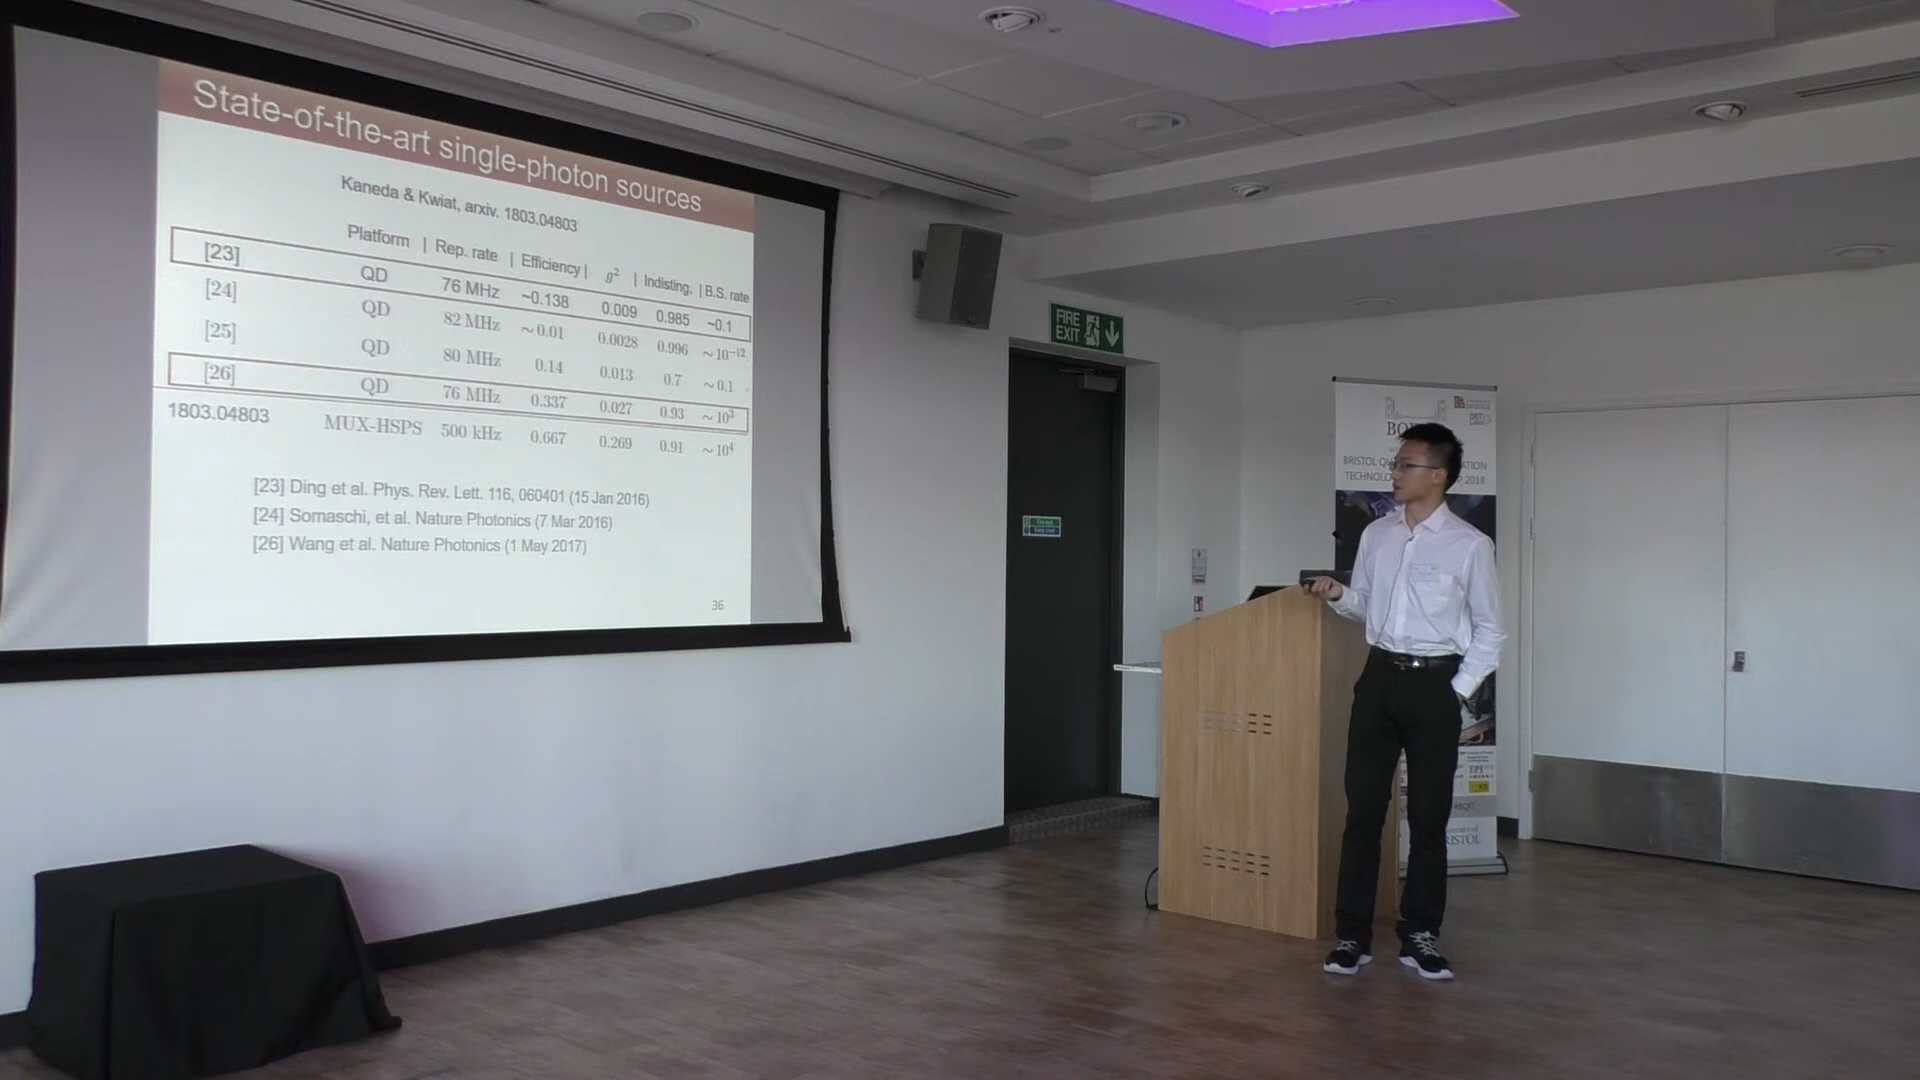 State-of-the-art single-photon sources
Kaneda & Kwiat, arxiv. 1803.04803
Platform | Rep. rate | Efficiency | g² | Indisting. | B.S. rate
[23] QD 76 MHz ~0.138 0.009 0.985 ~0.1
[24] QD 82 MHz ~0.01 0.0028 0.996 ~10⁻¹²
[25] QD 80 MHz 0.14 0.013 0.7 ~0.1
[26] QD 76 MHz 0.337 0.027 0.93 ~10³
1803.04803 MUX-HSPS 500 kHz 0.667 0.269 0.91 ~10⁴
[23] Ding et al. Phys. Rev. Lett. 116, 060401 (15 Jan 2016)
[24] Somaschi, et al. Nature Photonics (7 Mar 2016)
[26] Wang et al. Nature Photonics (1 May 2017)
36
FIRE
EXIT
BRISTOL
2018